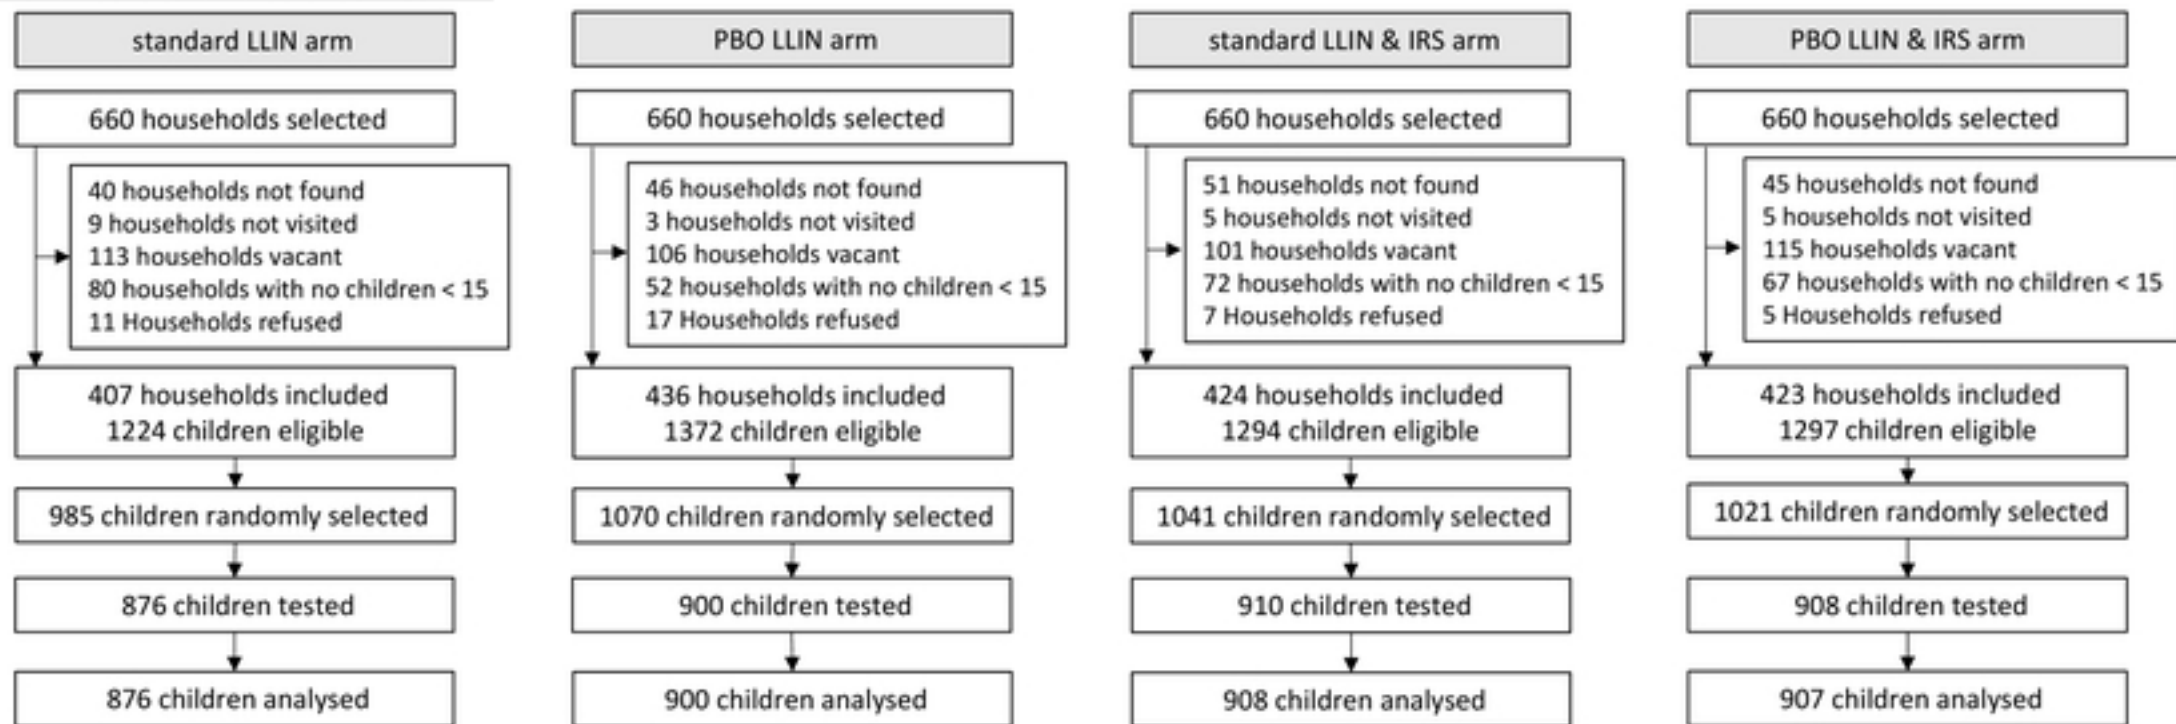 standard LLIN arm
660 households selected
40 households not found
9 households not visited
113 households vacant
80 households with no children < 15
11 Households refused
407 households included
1224 children eligible
985 children randomly selected
876 children tested
876 children analysed
PBO LLIN arm
660 households selected
46 households not found
3 households not visited
106 households vacant
52 households with no children < 15
17 Households refused
436 households included
1372 children eligible
1070 children randomly selected
900 children tested
900 children analysed
standard LLIN & IRS arm
660 households selected
51 households not found
5 households not visited
101 households vacant
72 households with no children < 15
7 Households refused
424 households included
1294 children eligible
1041 children randomly selected
910 children tested
908 children analysed
PBO LLIN & IRS arm
660 households selected
45 households not found
5 households not visited
115 households vacant
67 households with no children < 15
5 Households refused
423 households included
1297 children eligible
1021 children randomly selected
908 children tested
907 children analysed